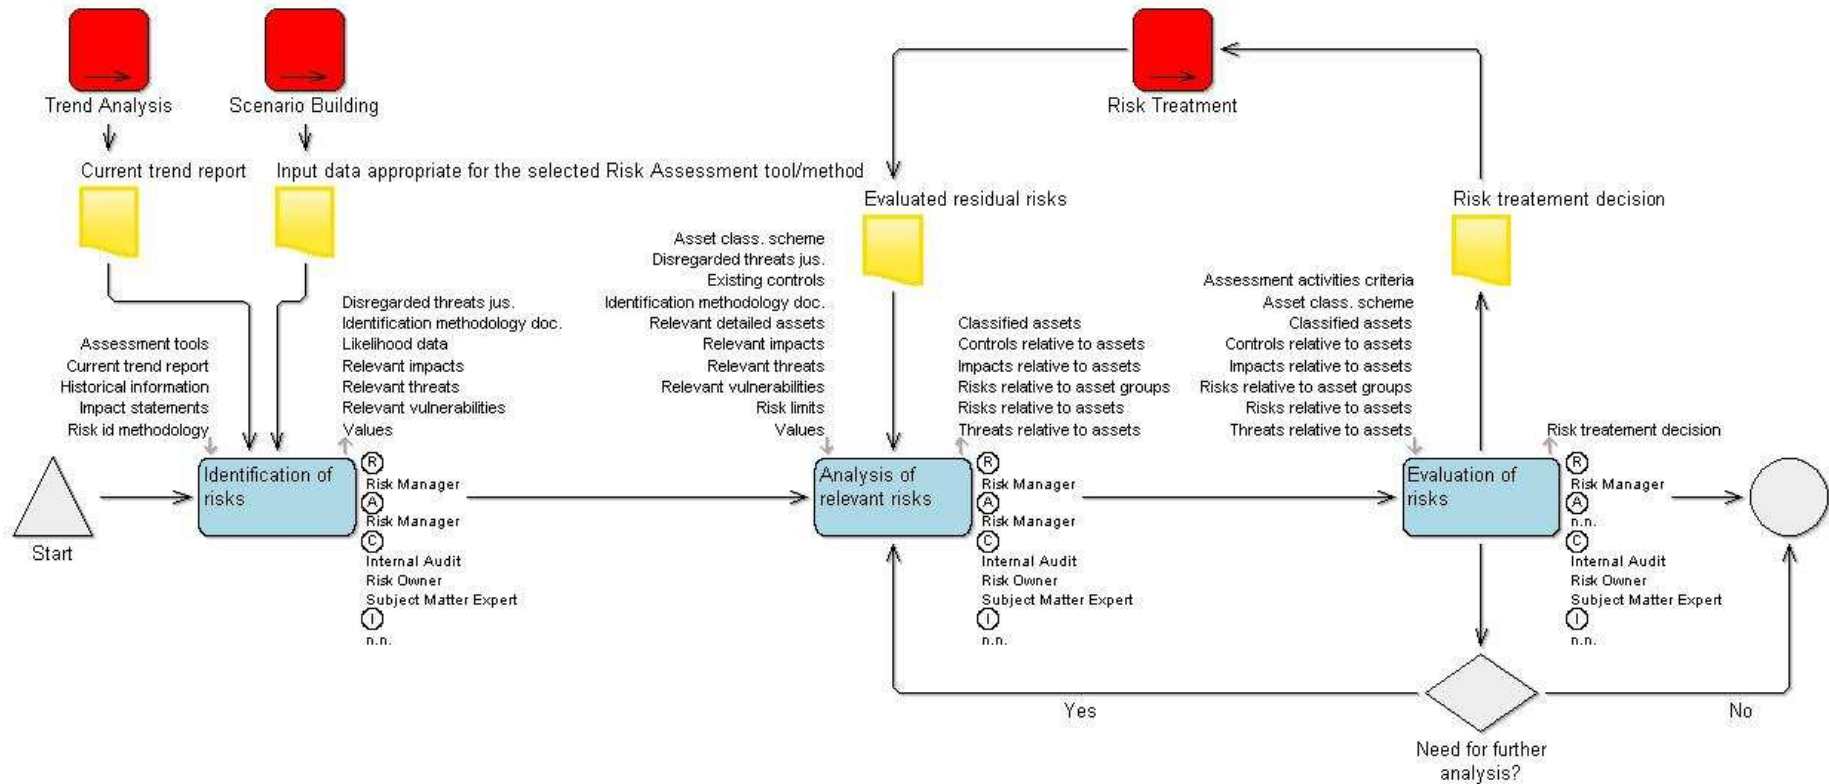 Trend Analysis
Scenario Building
Risk Treatment
Current trend report
Input data appropriate for the selected Risk Assessment tool/method
Evaluated residual risks
Risk treatement decision
Assessment tools
Current trend report
Historical information
Impact statements
Risk id methodology
Disregarded threats jus.
Identification methodology doc.
Likelihood data
Relevant impacts
Relevant threats
Relevant vulnerabilities
Values
Asset class. scheme
Disregarded threats jus.
Existing controls
Identification methodology doc.
Relevant detailed assets
Relevant impacts
Relevant threats
Relevant vulnerabilities
Risk limits
Values
Classified assets
Controls relative to assets
Impacts relative to assets
Risks relative to asset groups
Risks relative to assets
Threats relative to assets
Assessment activities criteria
Asset class. scheme
Classified assets
Controls relative to assets
Impacts relative to assets
Risks relative to asset groups
Risks relative to assets
Threats relative to assets
Risk treatement decision
Start
Identification of
risks
R
Risk Manager
A
Risk Manager
C
Internal Audit
Risk Owner
Subject Matter Expert
I
n.n.
Analysis of
relevant risks
R
Risk Manager
A
Risk Manager
C
Internal Audit
Risk Owner
Subject Matter Expert
I
n.n.
Evaluation of
risks
R
Risk Manager
A
n.n.
C
Internal Audit
Risk Owner
Subject Matter Expert
I
n.n.
Yes
No
Need for further
analysis?